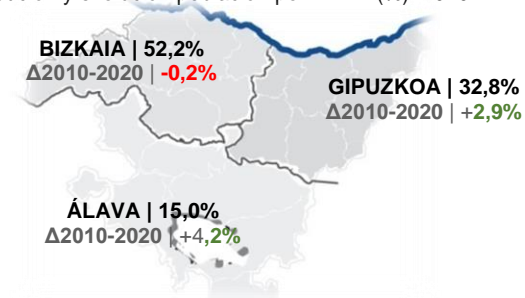 BIZKAIA | 52,2%
Δ2010-2020 | -0,2%
GIPUZKOA | 32,8%
Δ2010-2020 | +2,9%
ÁLAVA | 15,0%
Δ2010-2020 | +4,2%